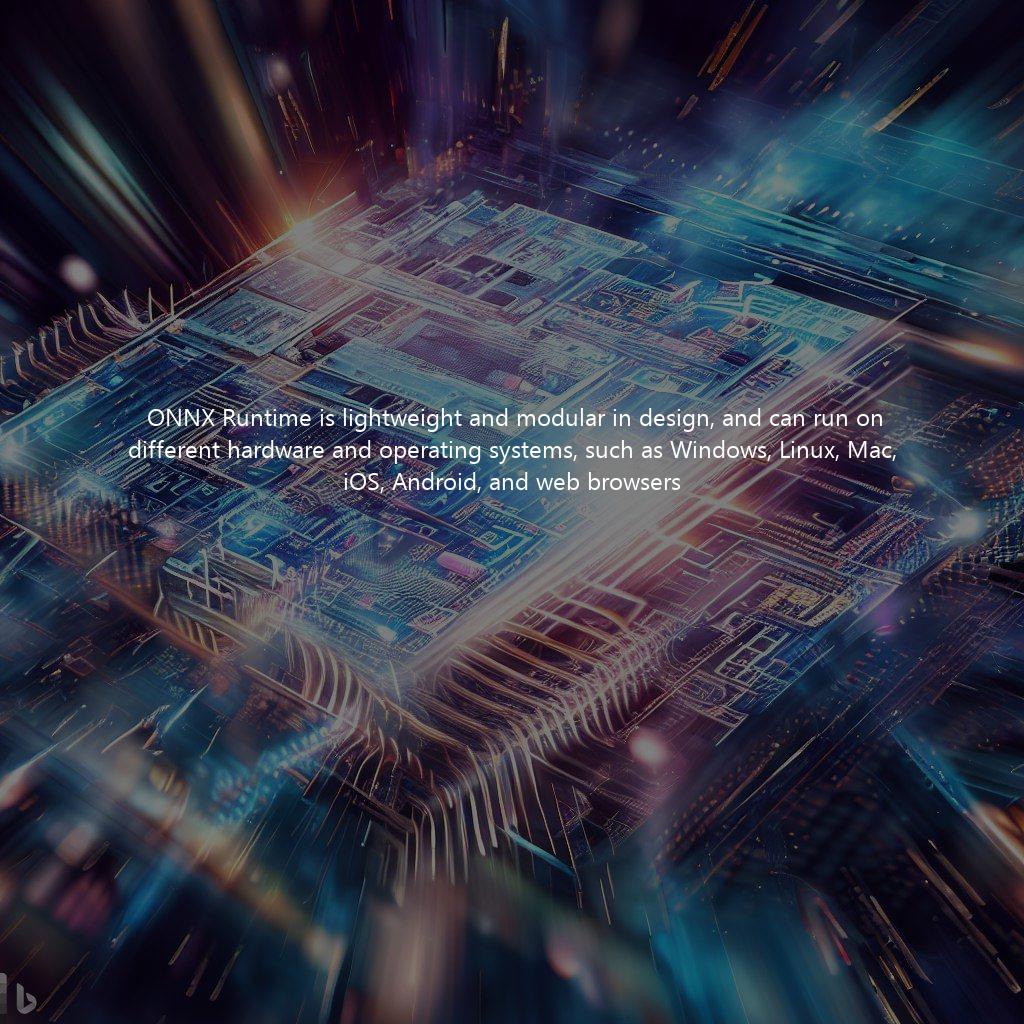 ONNX Runtime is lightweight and modular in design, and can run on
different hardware and operating systems, such as Windows, Linux, Mac,
iOS, Android, and web browsers